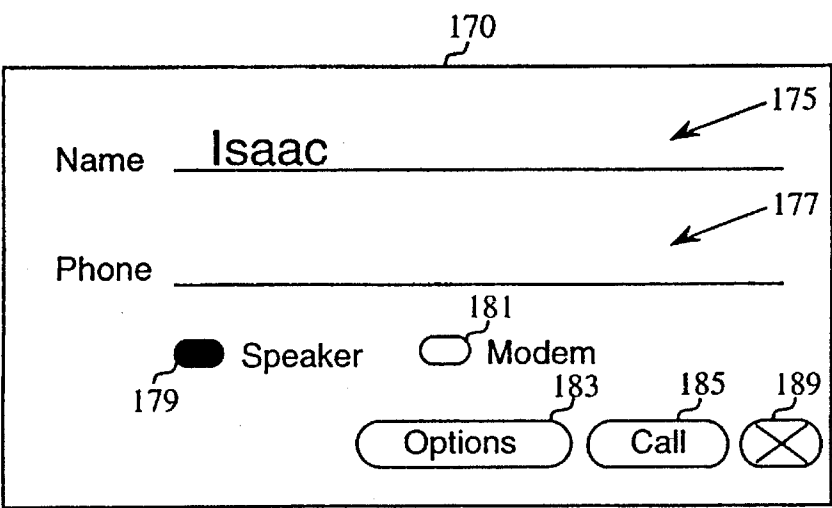 170
175
Name Isaac
177
Phone
181
Speaker Modem
179 183 185 189
Options Call